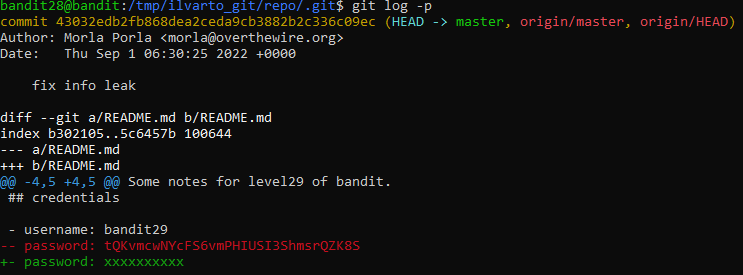 bandit28@bandit:/tmp/ilvarto_git/repo/.git$ git log -p
commit 43032edb2fb868dea2ceda9cb3882b2c336c09ec (HEAD -> master, origin/master, origin/HEAD)
Author: Morla Porla <morla@overthewire.org>
Date:   Thu Sep 1 06:30:25 2022 +0000

    fix info leak

diff --git a/README.md b/README.md
index b302105..5c6457b 100644
--- a/README.md
+++ b/README.md
@@ -4,5 +4,5 @@ Some notes for level29 of bandit.
 ## credentials

 - username: bandit29
-- password: tQKvmcwNYcFS6vmPHIUSI3ShmsrQZK8S
+- password: xxxxxxxxxx